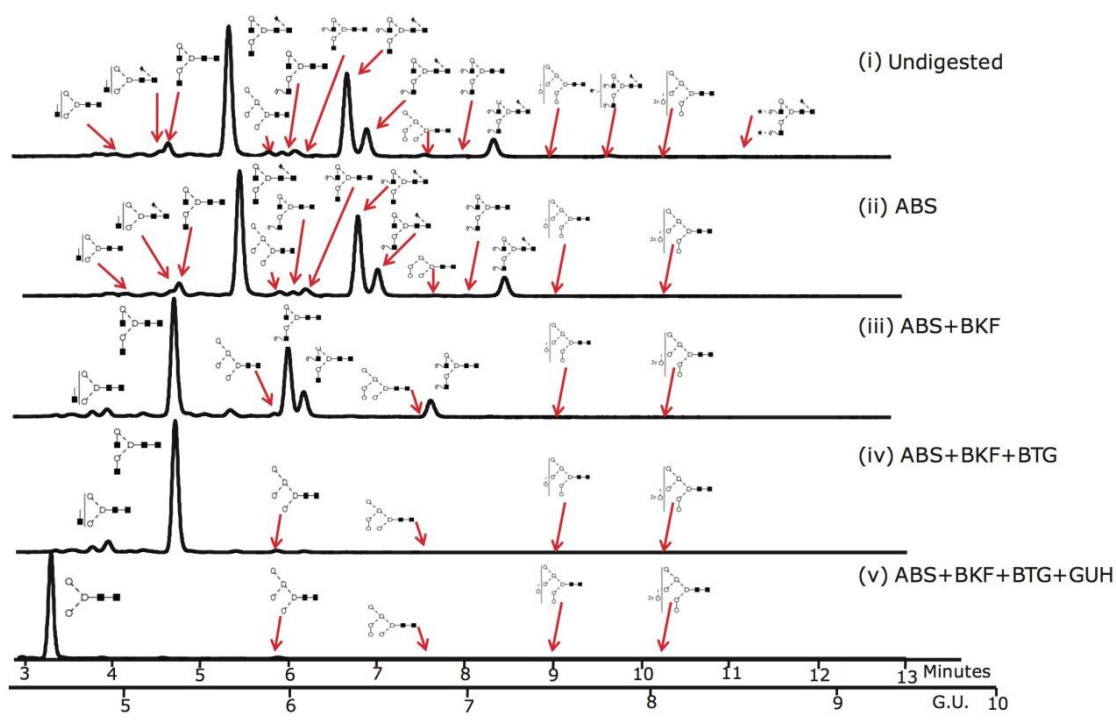 (i) Undigested
(ii) ABS
(iii) ABS+BKF
(iv) ABS+BKF+BTG
(v) ABS+BKF+BTG+GUH
3 4 5 6 7 8 9 10 11 12 13 Minutes
5 6 7 8 9 10 G.U.